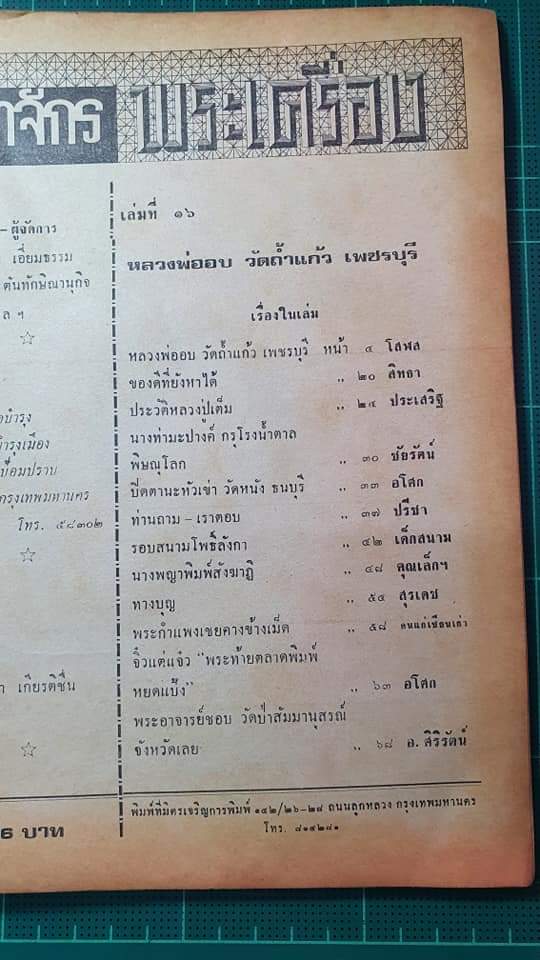 าจักร พระเครื่อง
– ผู้จัดการ
เอี่ยมธรรม
ตันทักษิณานุกิจ
ล ฯ
บำรุง
บำรุงเมือง
ป้อมปราบ
กรุงเทพมหานคร
โทร. ๕๘๓๐๒
า เกียรติชื่น
6 บาท
เล่มที่ ๑๖
หลวงพ่ออบ วัดถ้ำแก้ว เพชรบุรี
เรื่องในเล่ม
หลวงพ่ออบ วัดถ้ำแก้ว เพชรบุรี หน้า ๔ โสฬส
ของดีที่ยังหาได้ ,, ๒๐ สิทธา
ประวัติหลวงปู่เต็ม ,, ๒๔ ประเสริฐ
นางท่ามะปางค์ กรุโรงน้ำตาล
พิษณุโลก ,, ๓๐ ชัยรัตน์
ปิดตานะหัวเข่า วัดหนัง ธนบุรี ,, ๓๓ อโศก
ท่านถาม – เราตอบ ,, ๓๗ ปรีชา
รอบสนามโพธิ์ลังกา ,, ๔๒ เด็กสนาม
นางพญาพิมพ์สังฆาฏิ ,, ๔๘ คุณเล็กฯ
ทางบุญ ,, ๕๔ สุรเดช
พระกำแพงเขยคางข้างเม็ด ,, ๕๘ คนแก่เขียนเก่า
จิ๋วแต่แจ๋ว “พระท้ายตลาดพิมพ์
หยดแป้ง” ,, ๖๓ อโศก
พระอาจารย์ชอบ วัดป่าสัมมานุสรณ์
จังหวัดเลย ,, ๖๘ อ. ศิริรัตน์
พิมพ์ที่มิตรเจริญการพิมพ์ ๑๔๒/๒๖–๒๘ ถนนลูกหลวง กรุงเทพมหานคร
โทร. ๘๑๔๒๘๑